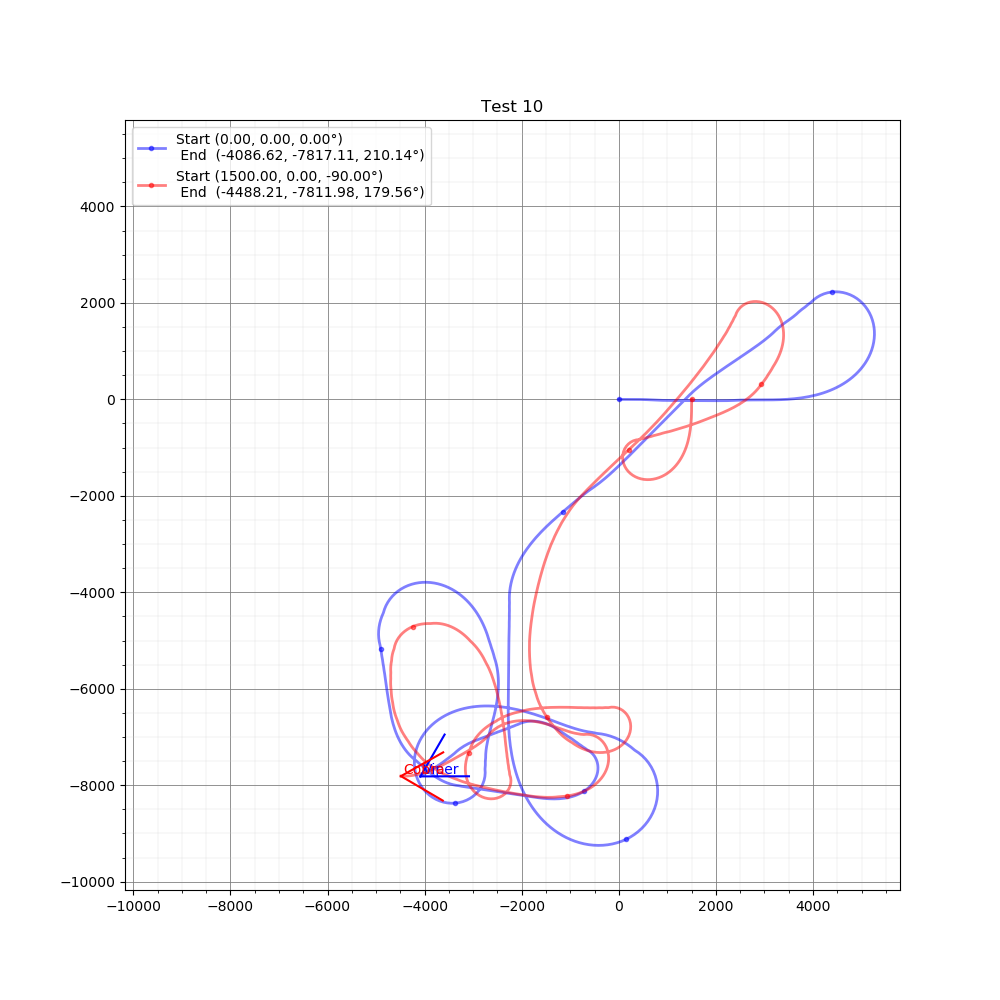 Test 10
Start (0.00, 0.00, 0.00°)
End  (-4086.62, -7817.11, 210.14°)
Start (1500.00, 0.00, -90.00°)
End  (-4488.21, -7811.98, 179.56°)
4000
2000
0
−2000
−4000
−6000
−8000
−10000
−10000 −8000 −6000 −4000 −2000 0 2000 4000